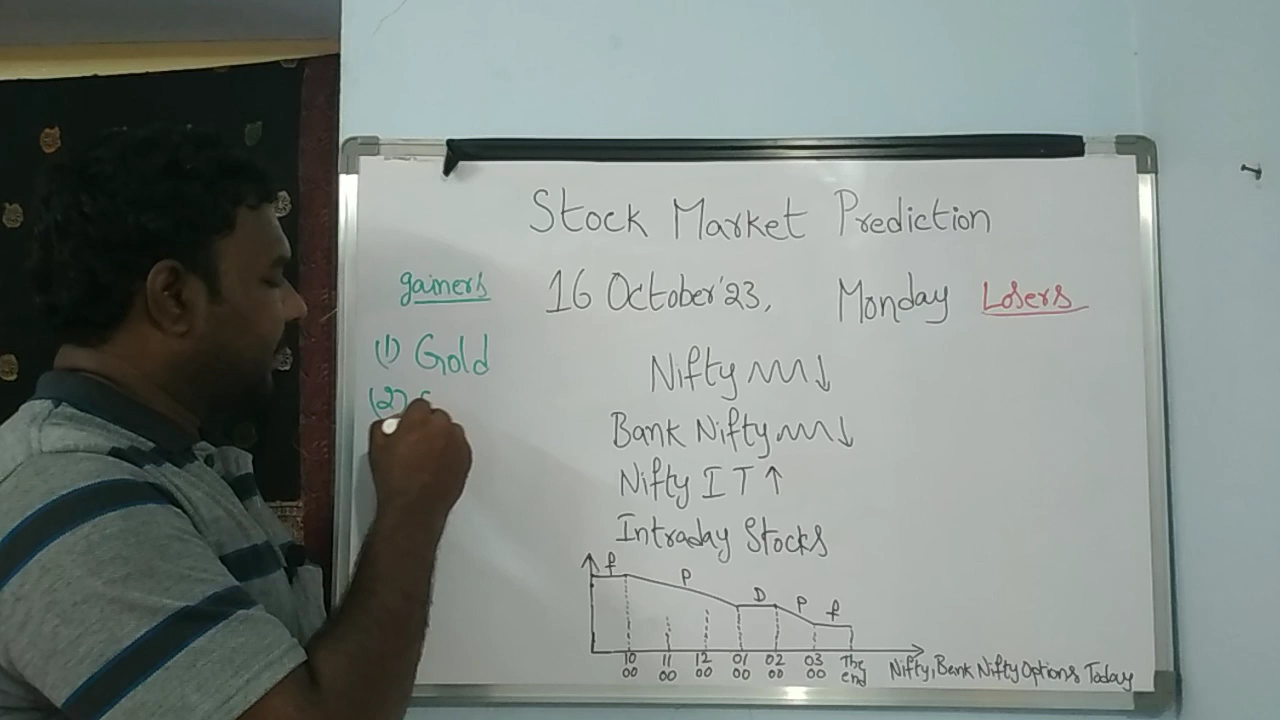 Stock Market Prediction
16 October'23, Monday
gainers
Losers
(1) Gold
(2)
Nifty ↓
Bank Nifty ↓
Nifty IT ↑
Intraday Stocks
f P D P f
10 00 11 00 12 00 01 00 02 00 03 00 The end
Nifty, Bank Nifty Options Today